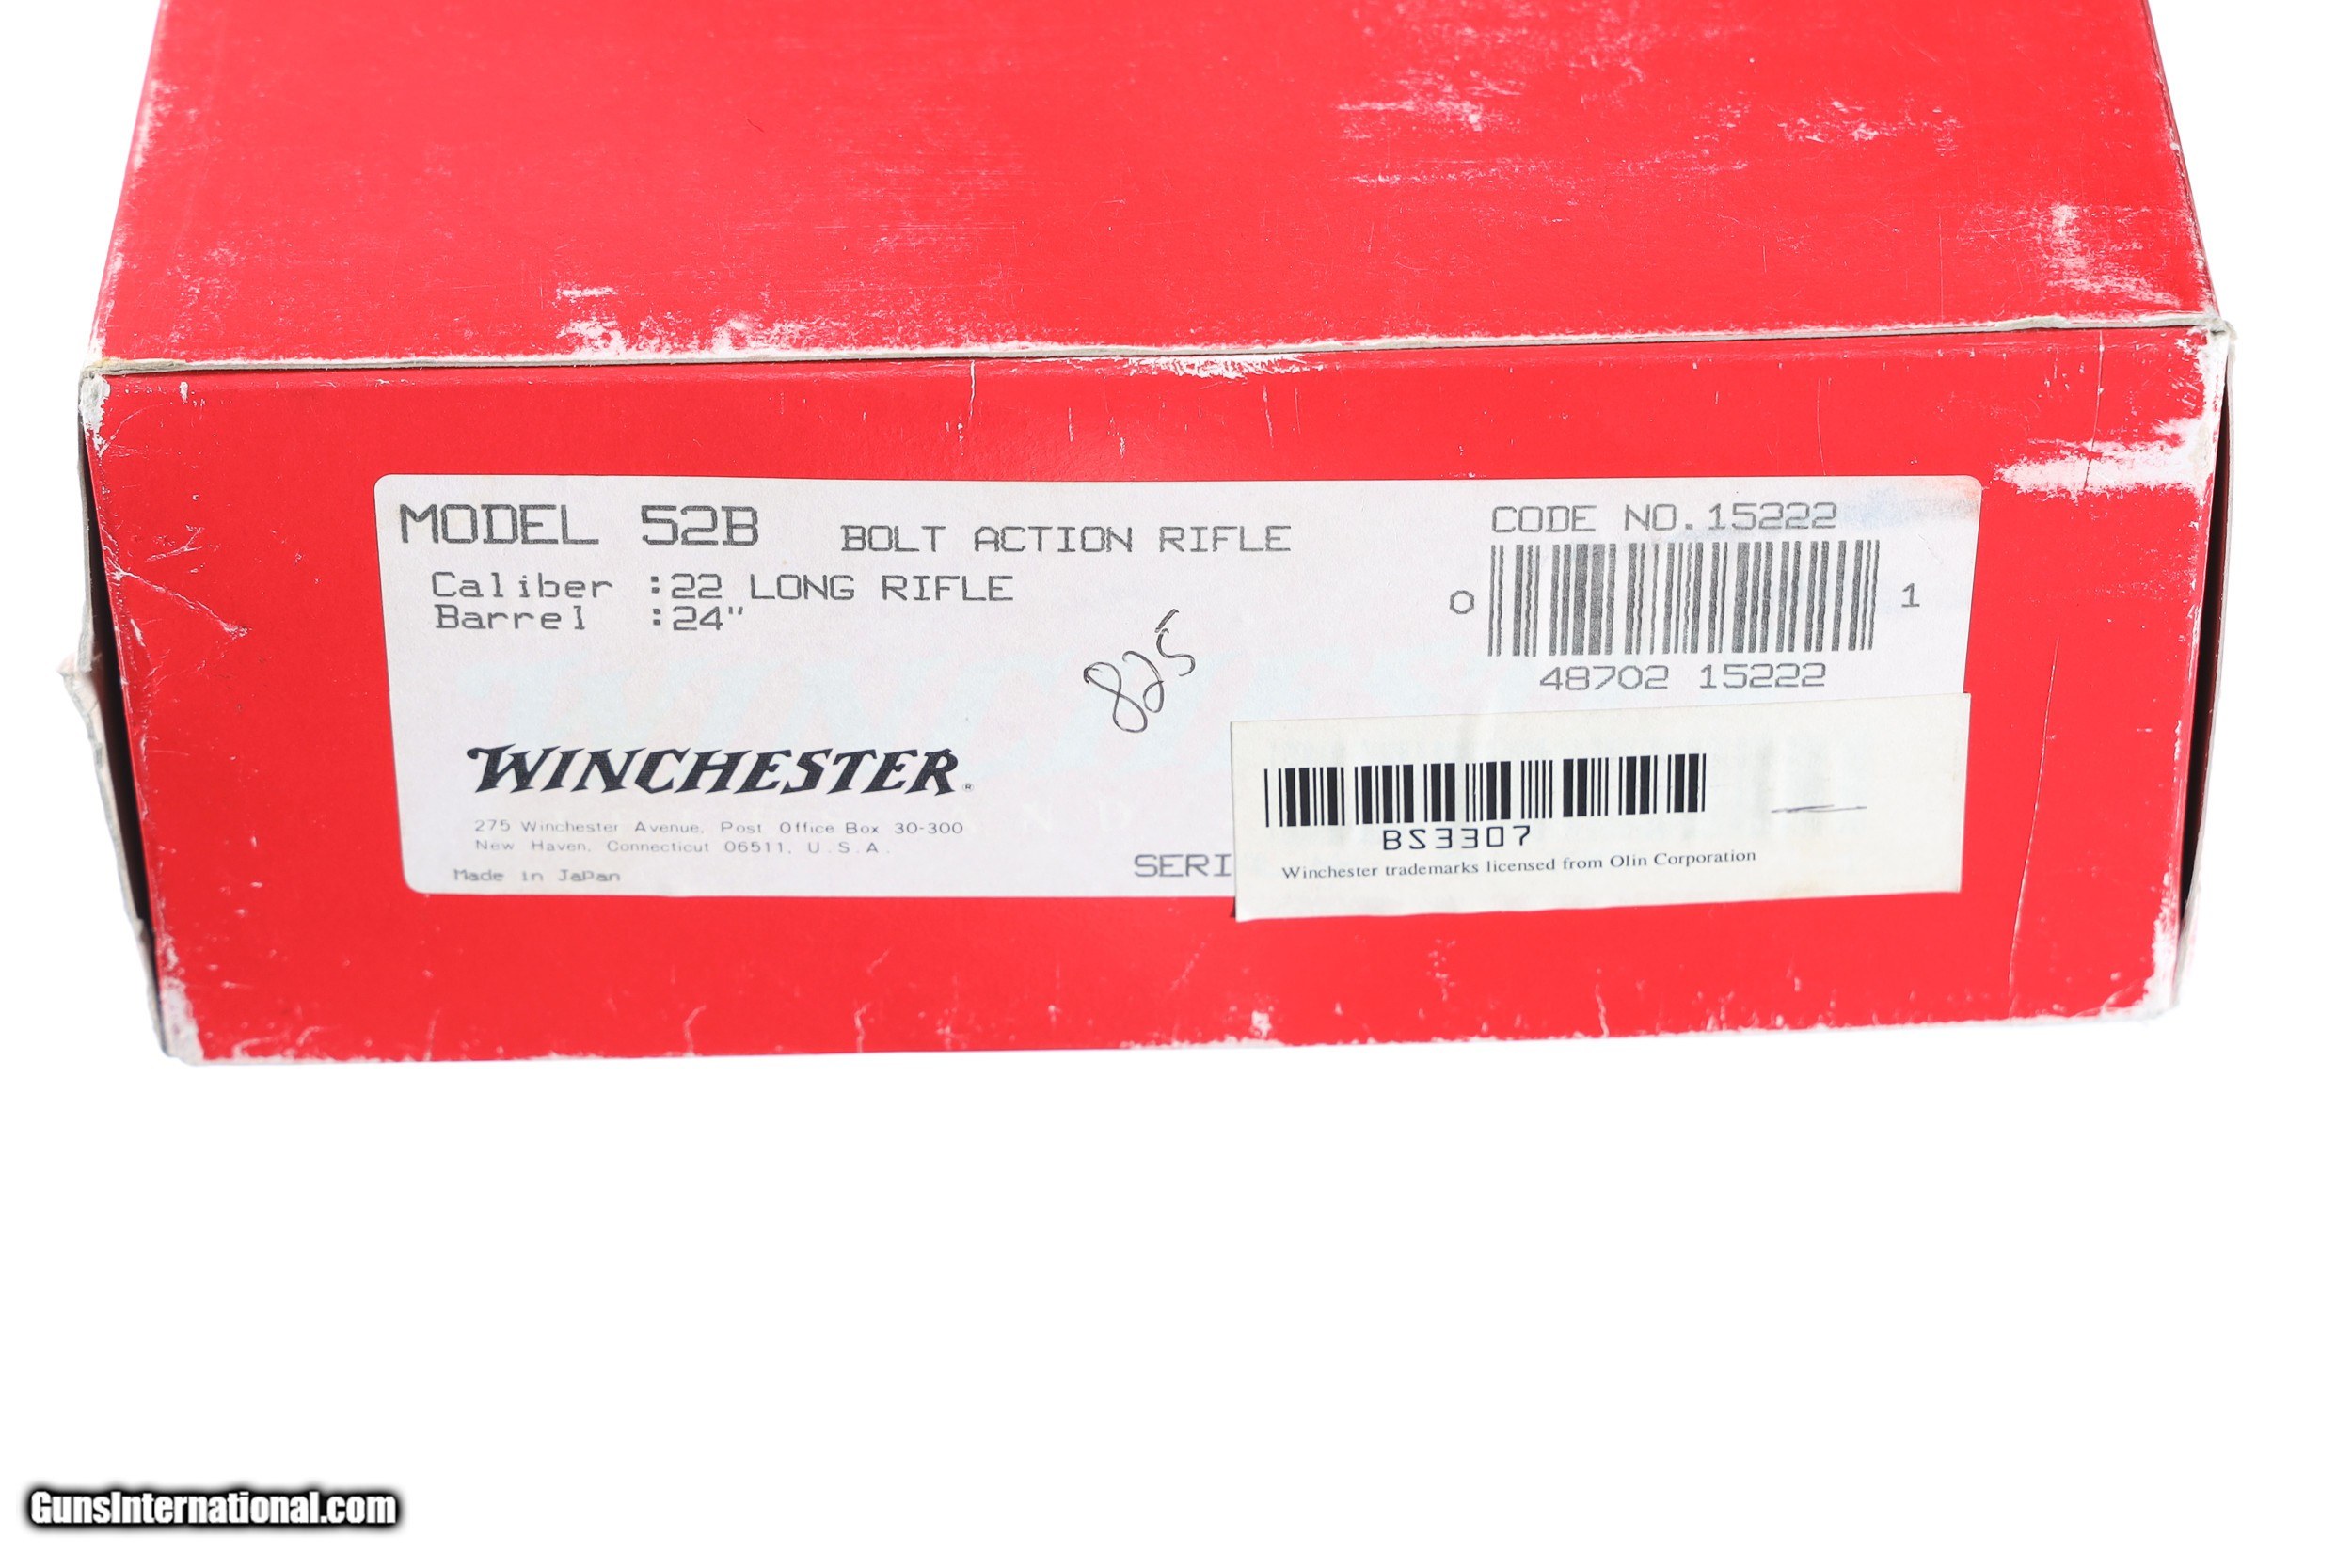 MODEL 52B BOLT ACTION RIFLE
CODE NO. 15222
Caliber :22 LONG RIFLE
Barrel :24"
0 1
48702 15222
825
WINCHESTER®
275 Winchester Avenue, Post Office Box 30-300
New Haven, Connecticut 06511, U.S.A.
Made in Japan
SERI
BS3307
Winchester trademarks licensed from Olin Corporation
GunsInternational.com